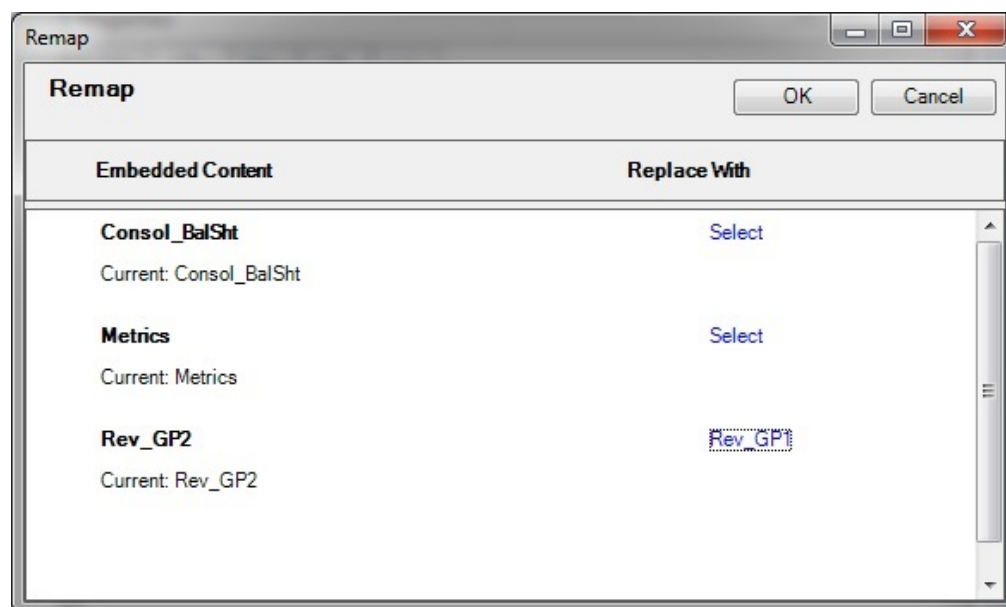 Remap
Remap
OK Cancel
Embedded Content Replace With
Consol_BalSht Select
Current: Consol_BalSht
Metrics Select
Current: Metrics
Rev_GP2 Rev_GP1
Current: Rev_GP2